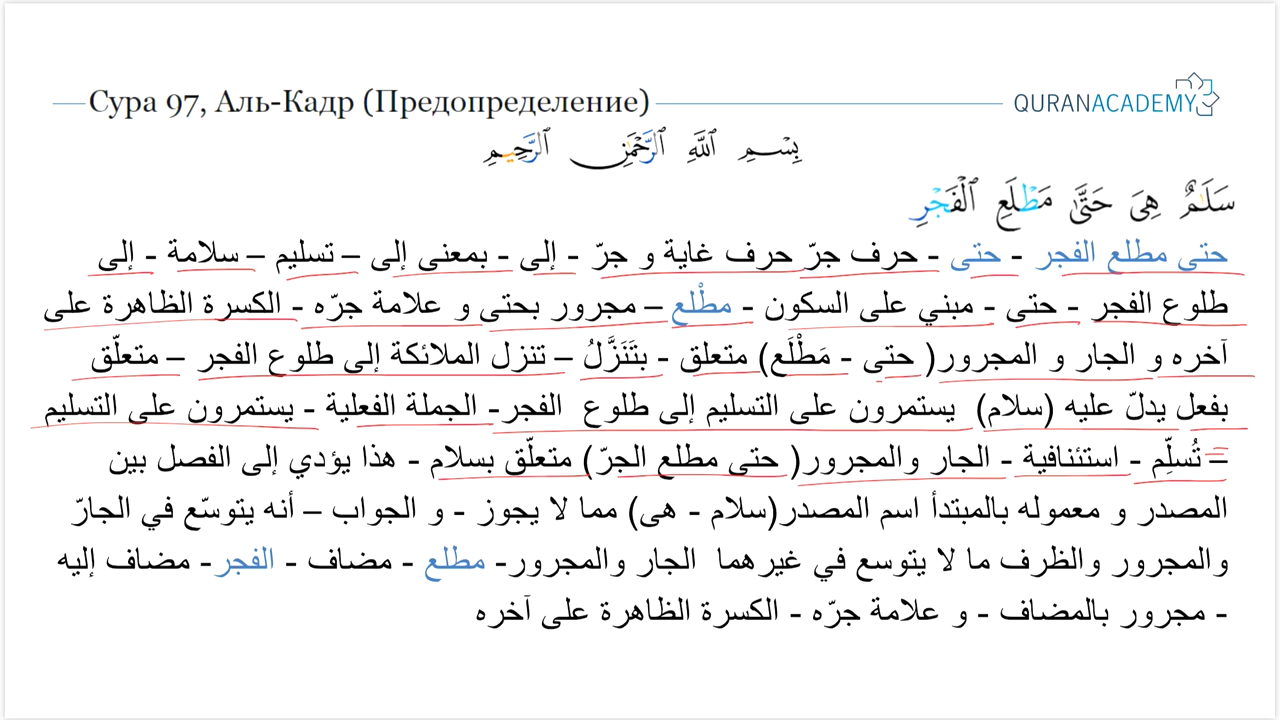 Сура 97, Аль-Кадр (Предопределение)
QURANACADEMY
بِسْمِ ٱللَّهِ ٱلرَّحْمَٰنِ ٱلرَّحِيمِ
سَلَٰمٌ هِىَ حَتَّىٰ مَطْلَعِ ٱلْفَجْرِ
حتى مطلع الفجر - حتى - حرف جرّ حرف غاية و جرّ - إلى - بمعنى إلى – تسليم – سلامة - إلى
طلوع الفجر - حتى - مبني على السكون - مطْلع – مجرور بحتى و علامة جرّه - الكسرة الظاهرة على
آخره و الجار و المجرور( حتى - مَطْلَع) متعلق - بتَنَزَّلُ – تنزل الملائكة إلى طلوع الفجر – متعلّق
بفعل يدلّ عليه (سلام) يستمرون على التسليم إلى طلوع الفجر- الجملة الفعلية - يستمرون على التسليم
– تُسلِّم - استئنافية - الجار والمجرور( حتى مطلع الجرّ) متعلّق بسلام - هذا يؤدي إلى الفصل بين
المصدر و معموله بالمبتدأ اسم المصدر(سلام - هى) مما لا يجوز - و الجواب – أنه يتوسّع في الجارّ
والمجرور والظرف ما لا يتوسع في غيرهما الجار والمجرور- مطلع - مضاف - الفجر- مضاف إليه
- مجرور بالمضاف - و علامة جرّه - الكسرة الظاهرة على آخره